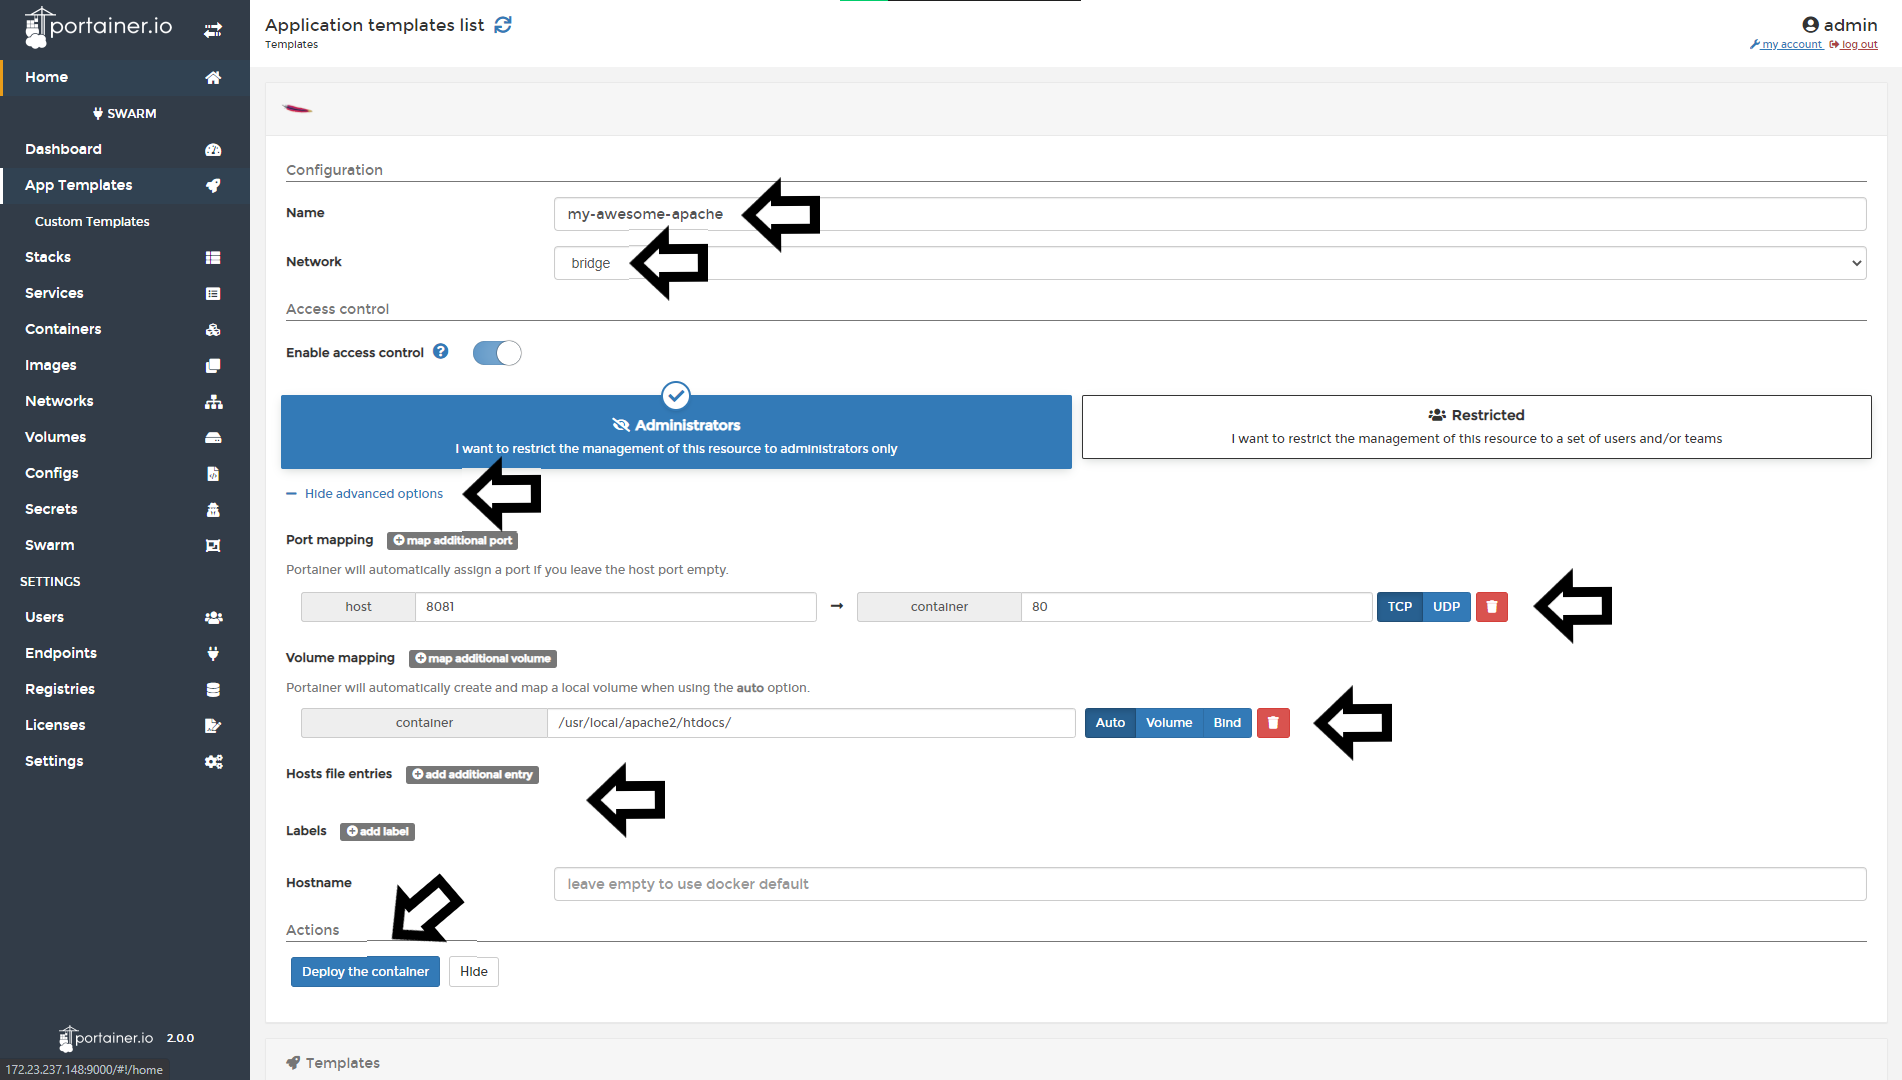 portainer.io
Home
SWARM
Dashboard
App Templates
Custom Templates
Stacks
Services
Containers
Images
Networks
Volumes
Configs
Secrets
Swarm
SETTINGS
Users
Endpoints
Registries
Licenses
Settings
portainer.io 2.0.0
172.23.237.148:9000/#!/home
Application templates list
Templates
admin
my account log out
Configuration
Name my-awesome-apache
Network bridge
Access control
Enable access control
Administrators
I want to restrict the management of this resource to administrators only
Restricted
I want to restrict the management of this resource to a set of users and/or teams
Hide advanced options
Port mapping map additional port
Portainer will automatically assign a port if you leave the host port empty.
host 8081 → container 80 TCP UDP
Volume mapping map additional volume
Portainer will automatically create and map a local volume when using the auto option.
container /usr/local/apache2/htdocs/ Auto Volume Bind
Hosts file entries add additional entry
Labels add label
Hostname leave empty to use docker default
Actions
Deploy the container Hide
Templates